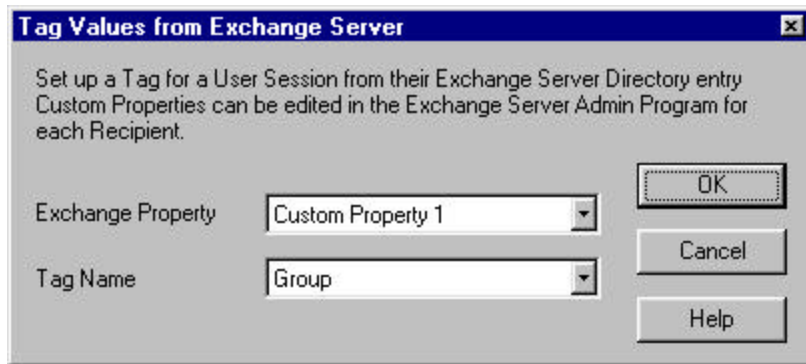 Tag Values from Exchange Server
Set up a Tag for a User Session from their Exchange Server Directory entry
Custom Properties can be edited in the Exchange Server Admin Program for
each Recipient.
OK
Exchange Property Custom Property 1
Cancel
Tag Name Group
Help